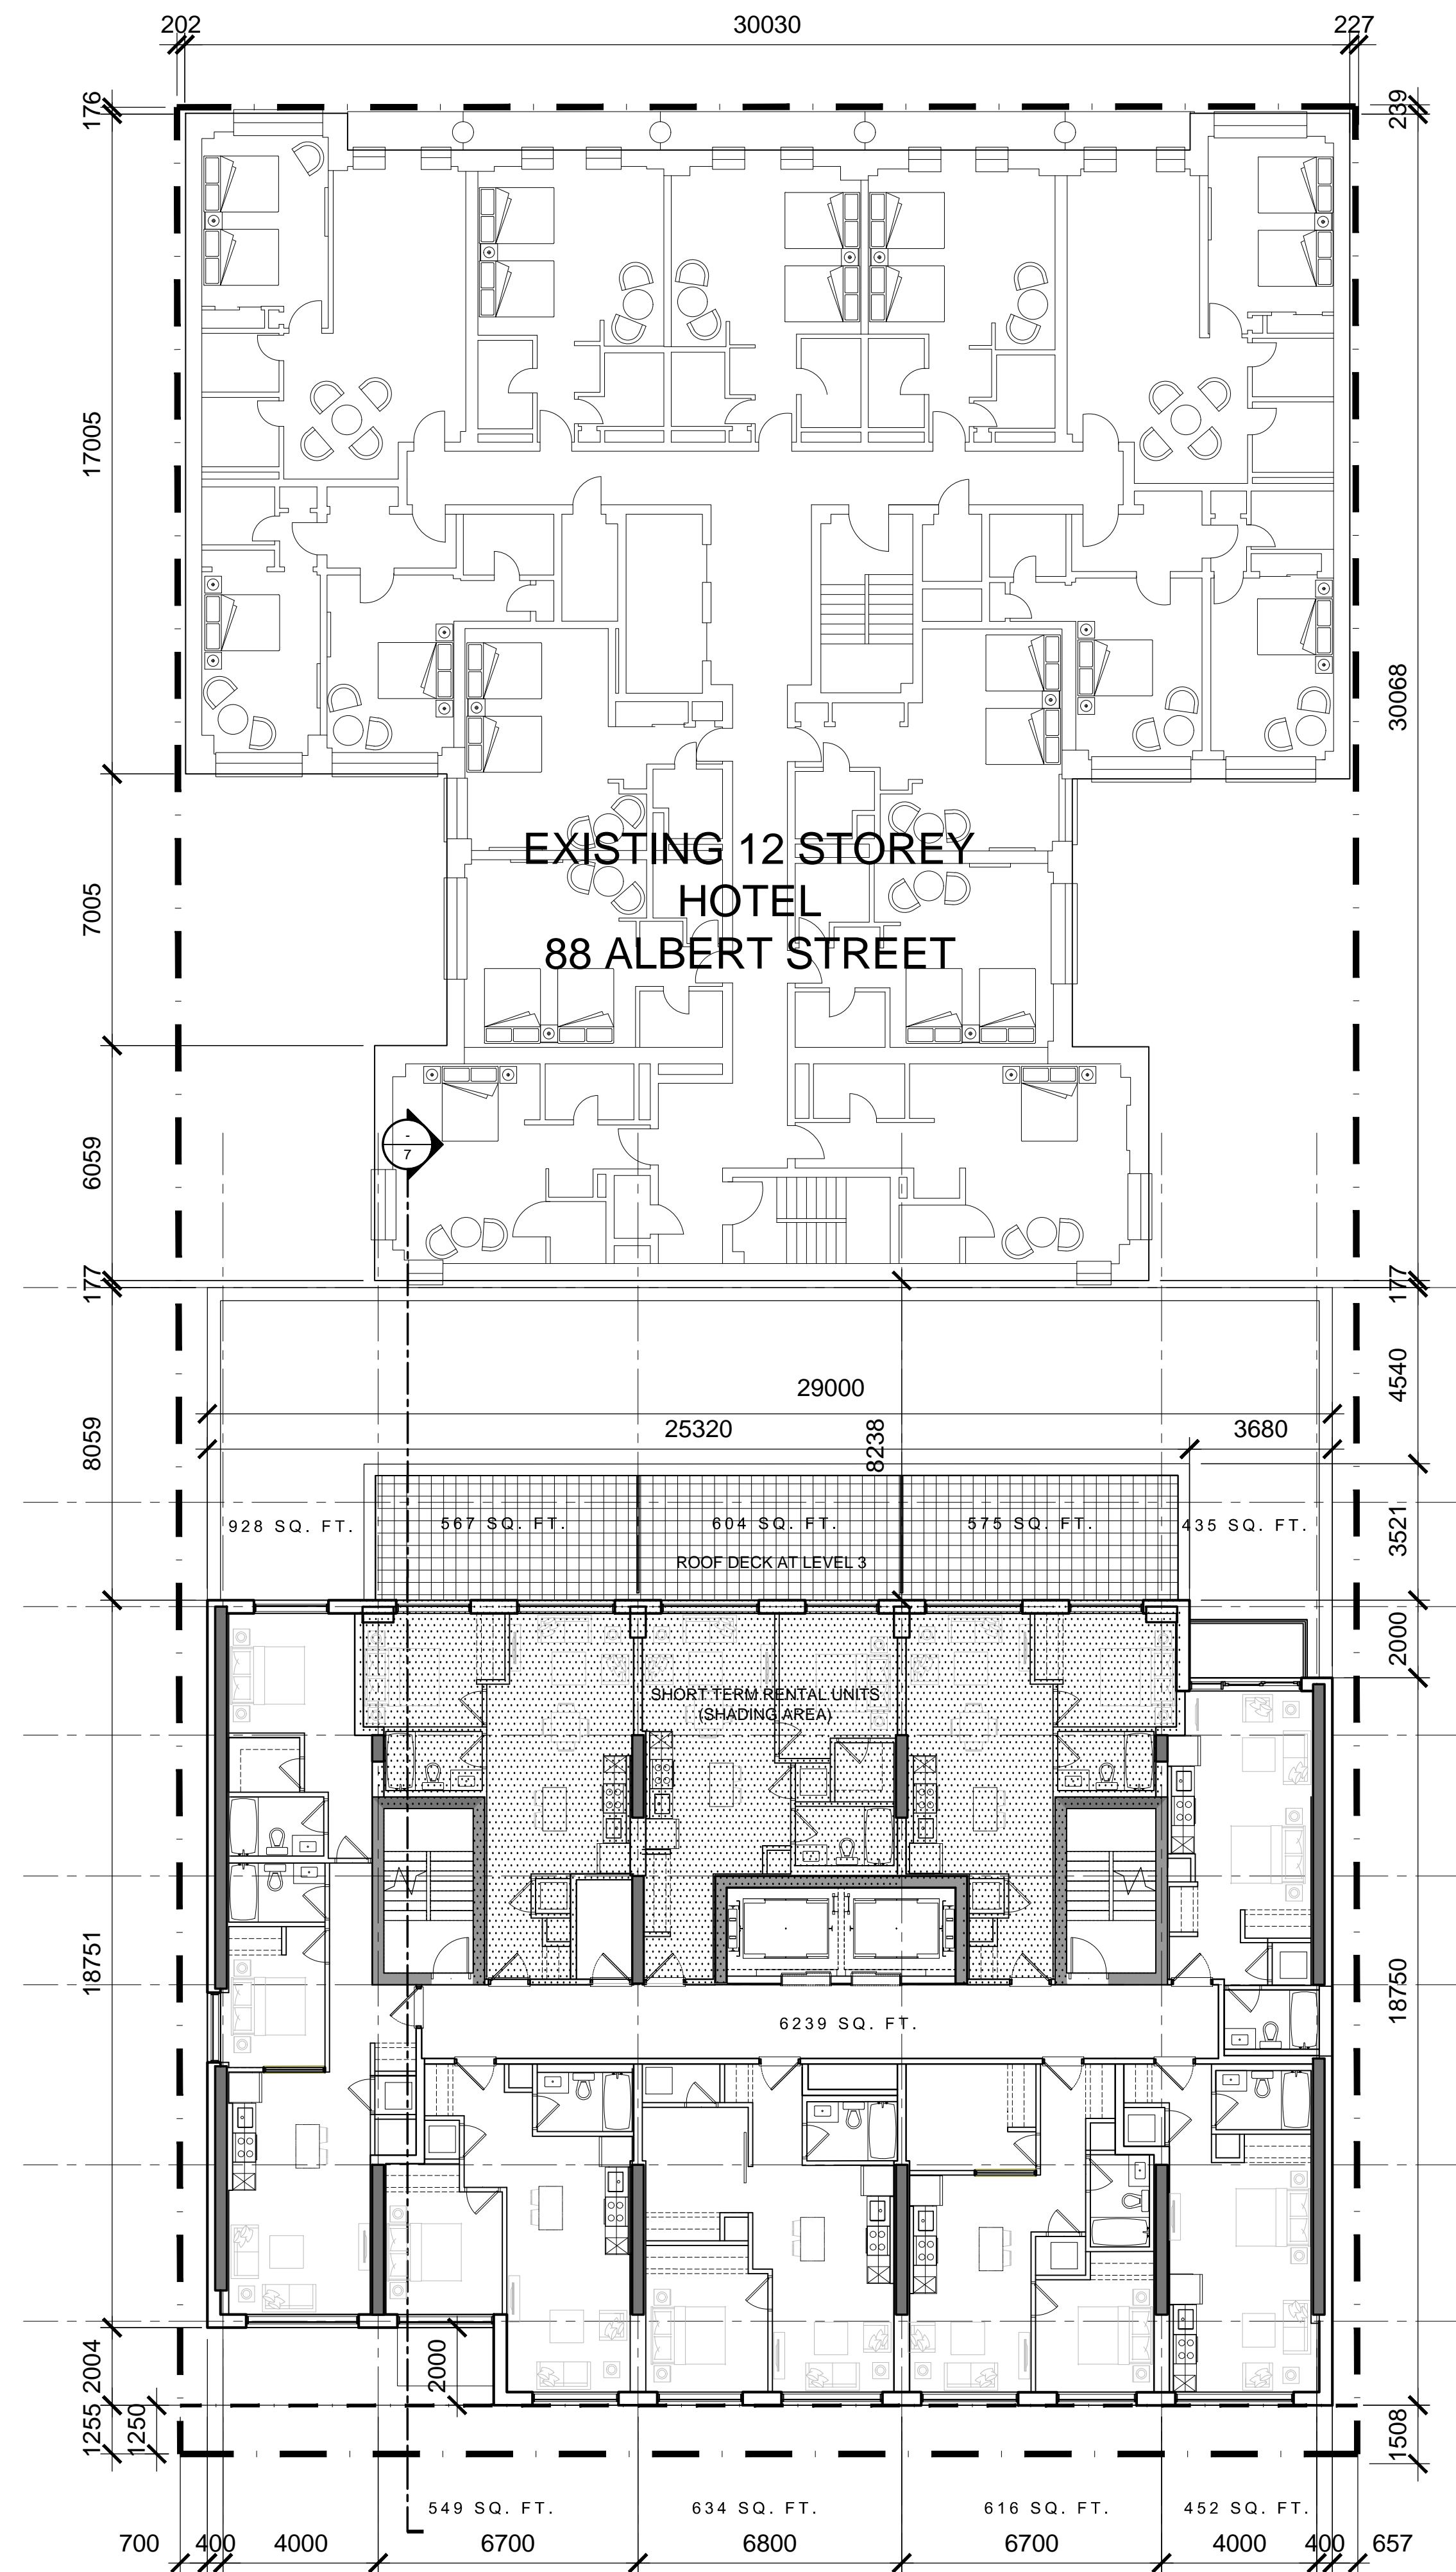 202
30030
227
176
239
17005
30068
EXISTING 12 STOREY
HOTEL
88 ALBERT STREET
7005
-
7
6059
177
177
29000
4540
25320
8238
3680
8059
928 SQ. FT.
567 SQ. FT.
604 SQ. FT.
575 SQ. FT.
435 SQ. FT.
3521
ROOF DECK AT LEVEL 3
2000
SHORT TERM RENTAL UNITS
(SHADING AREA)
18751
18750
6239 SQ. FT.
2004
2000
1255
1250
1508
549 SQ. FT.
634 SQ. FT.
616 SQ. FT.
452 SQ. FT.
700
400
4000
6700
6800
6700
4000
400
657